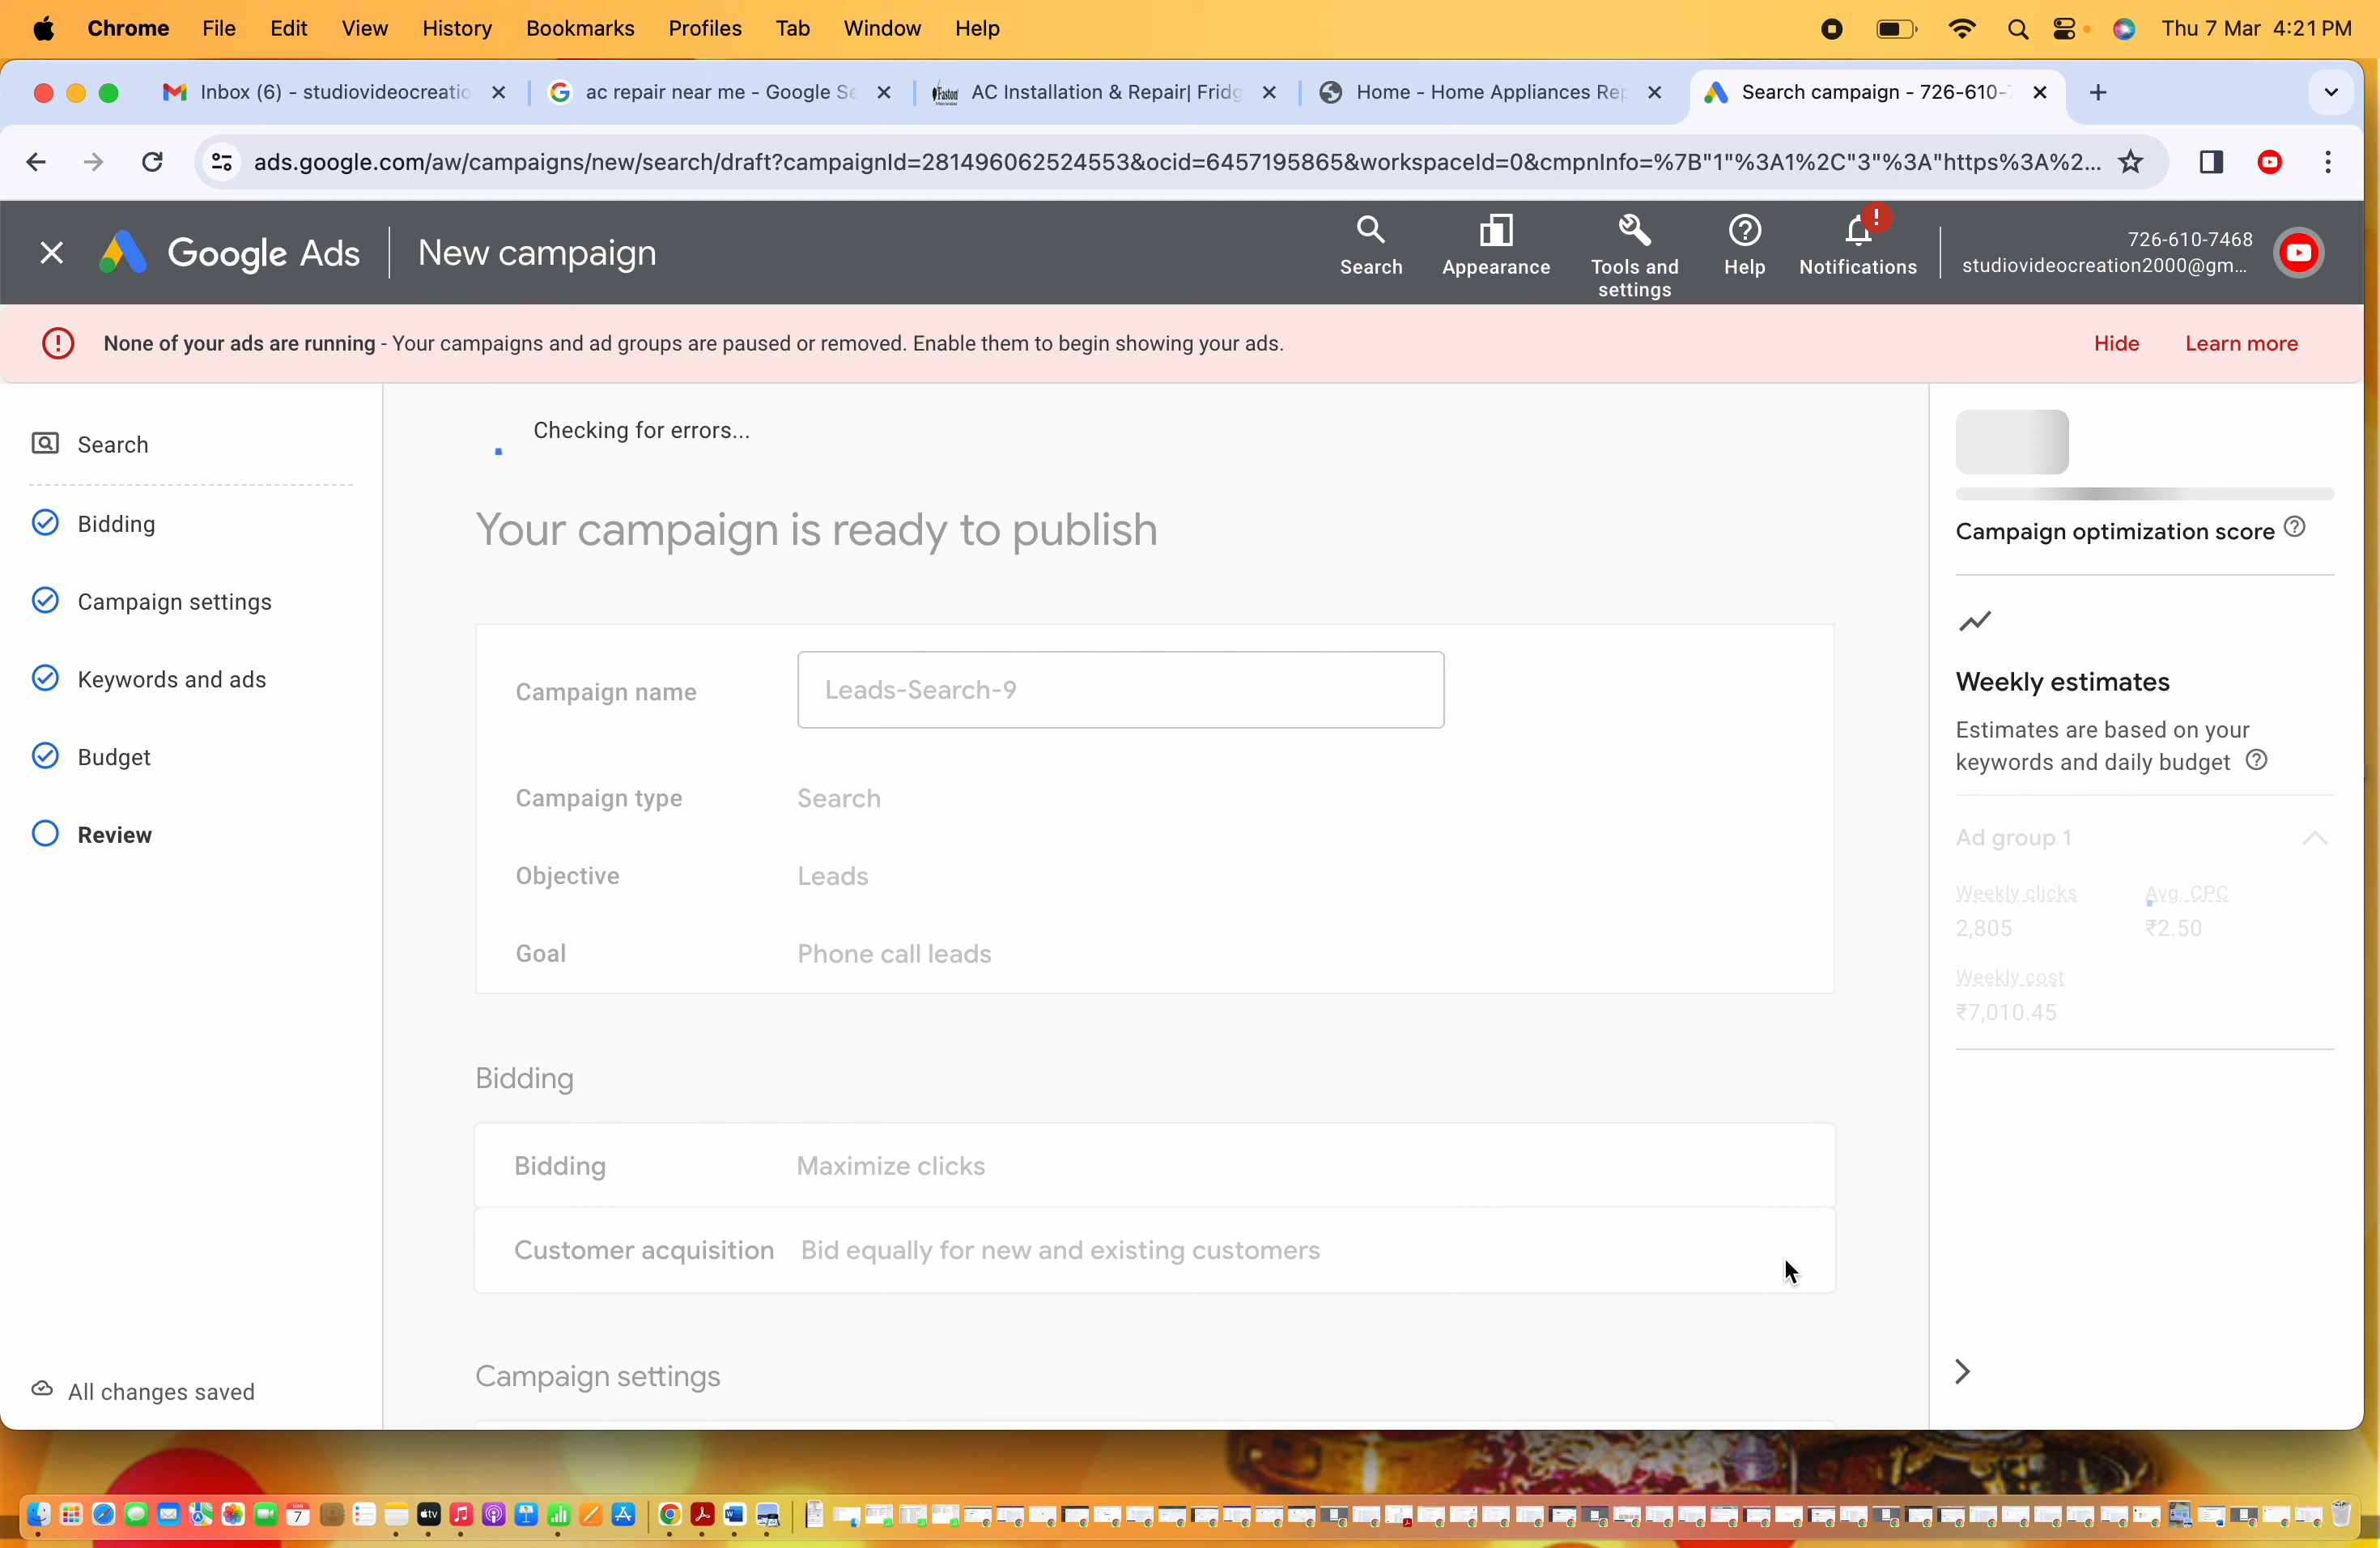 Chrome File Edit View History Bookmarks Profiles Tab Window Help Thu 7 Mar 4:21 PM
Inbox (6) - studiovideocreatio ac repair near me - Google Se AC Installation & Repair| Fridg Home - Home Appliances Rep Search campaign - 726-610-7
ads.google.com/aw/campaigns/new/search/draft?campaignId=281496062524553&ocid=6457195865&workspaceId=0&cmpnInfo=%7B"1"%3A1%2C"3"%3A"https%3A%2...
Google Ads New campaign Search Appearance Tools and settings Help Notifications
726-610-7468
studiovideocreation2000@gm...
None of your ads are running - Your campaigns and ad groups are paused or removed. Enable them to begin showing your ads. Hide Learn more
Search
Bidding
Campaign settings
Keywords and ads
Budget
Review
All changes saved
Checking for errors...
Your campaign is ready to publish
Campaign name Leads-Search-9
Campaign type Search
Objective Leads
Goal Phone call leads
Bidding
Bidding Maximize clicks
Customer acquisition Bid equally for new and existing customers
Campaign settings
Campaign optimization score
Weekly estimates
Estimates are based on your
keywords and daily budget
Ad group 1
Weekly clicks Avg. CPC
2,805 ₹2.50
Weekly cost
₹7,010.45